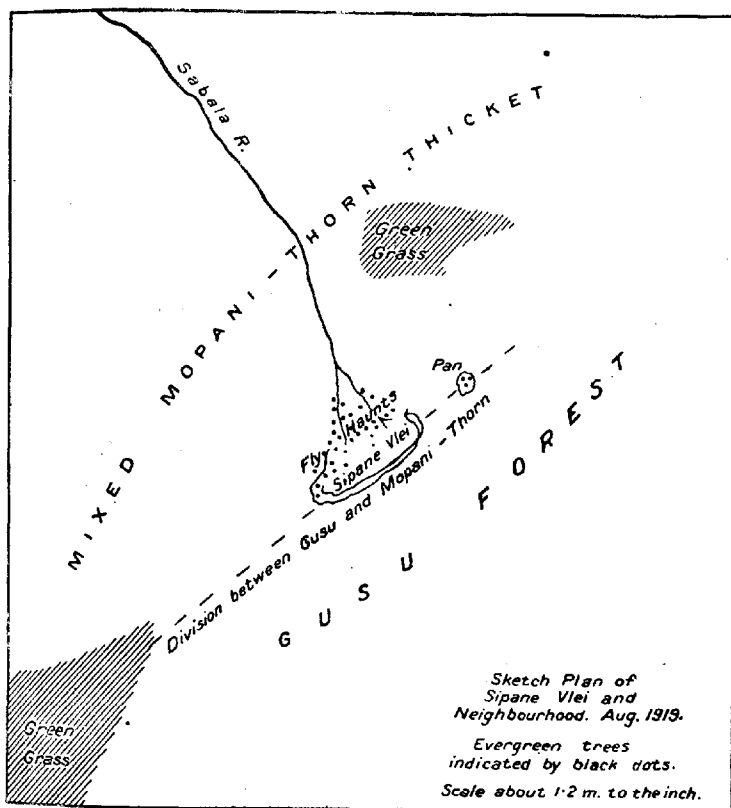 Sabala R.
MIXED MOPANI-THORN THICKET
Green
Grass
Pan
Fly Haunts
Sipane Vlei
Division between Gusu and Mopani-Thorn
GUSU FOREST
Green
Grass
Sketch Plan of
Sipane Vlei and
Neighbourhood. Aug. 1919.
Evergreen trees
indicated by black dots.
Scale about 1·2 m. to the inch.